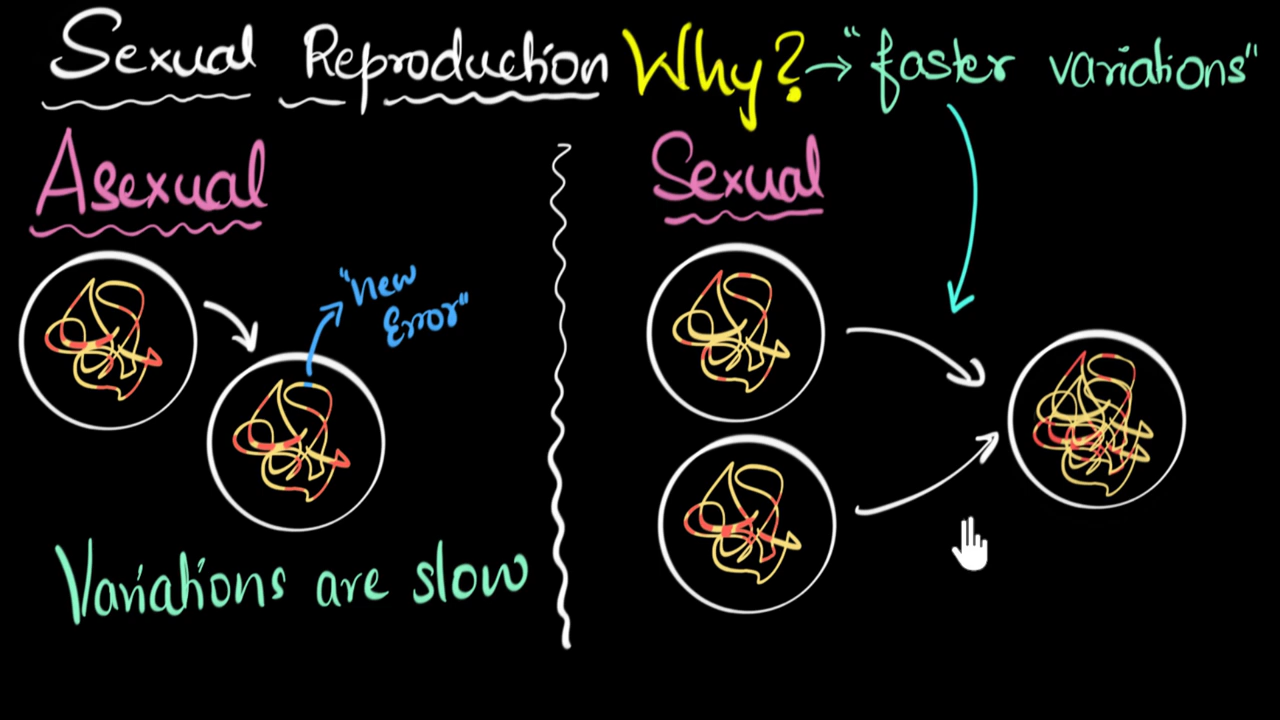 Sexual Reproduction Why? → "faster variations"
Asexual
Sexual
"new
Error"
Variations are slow